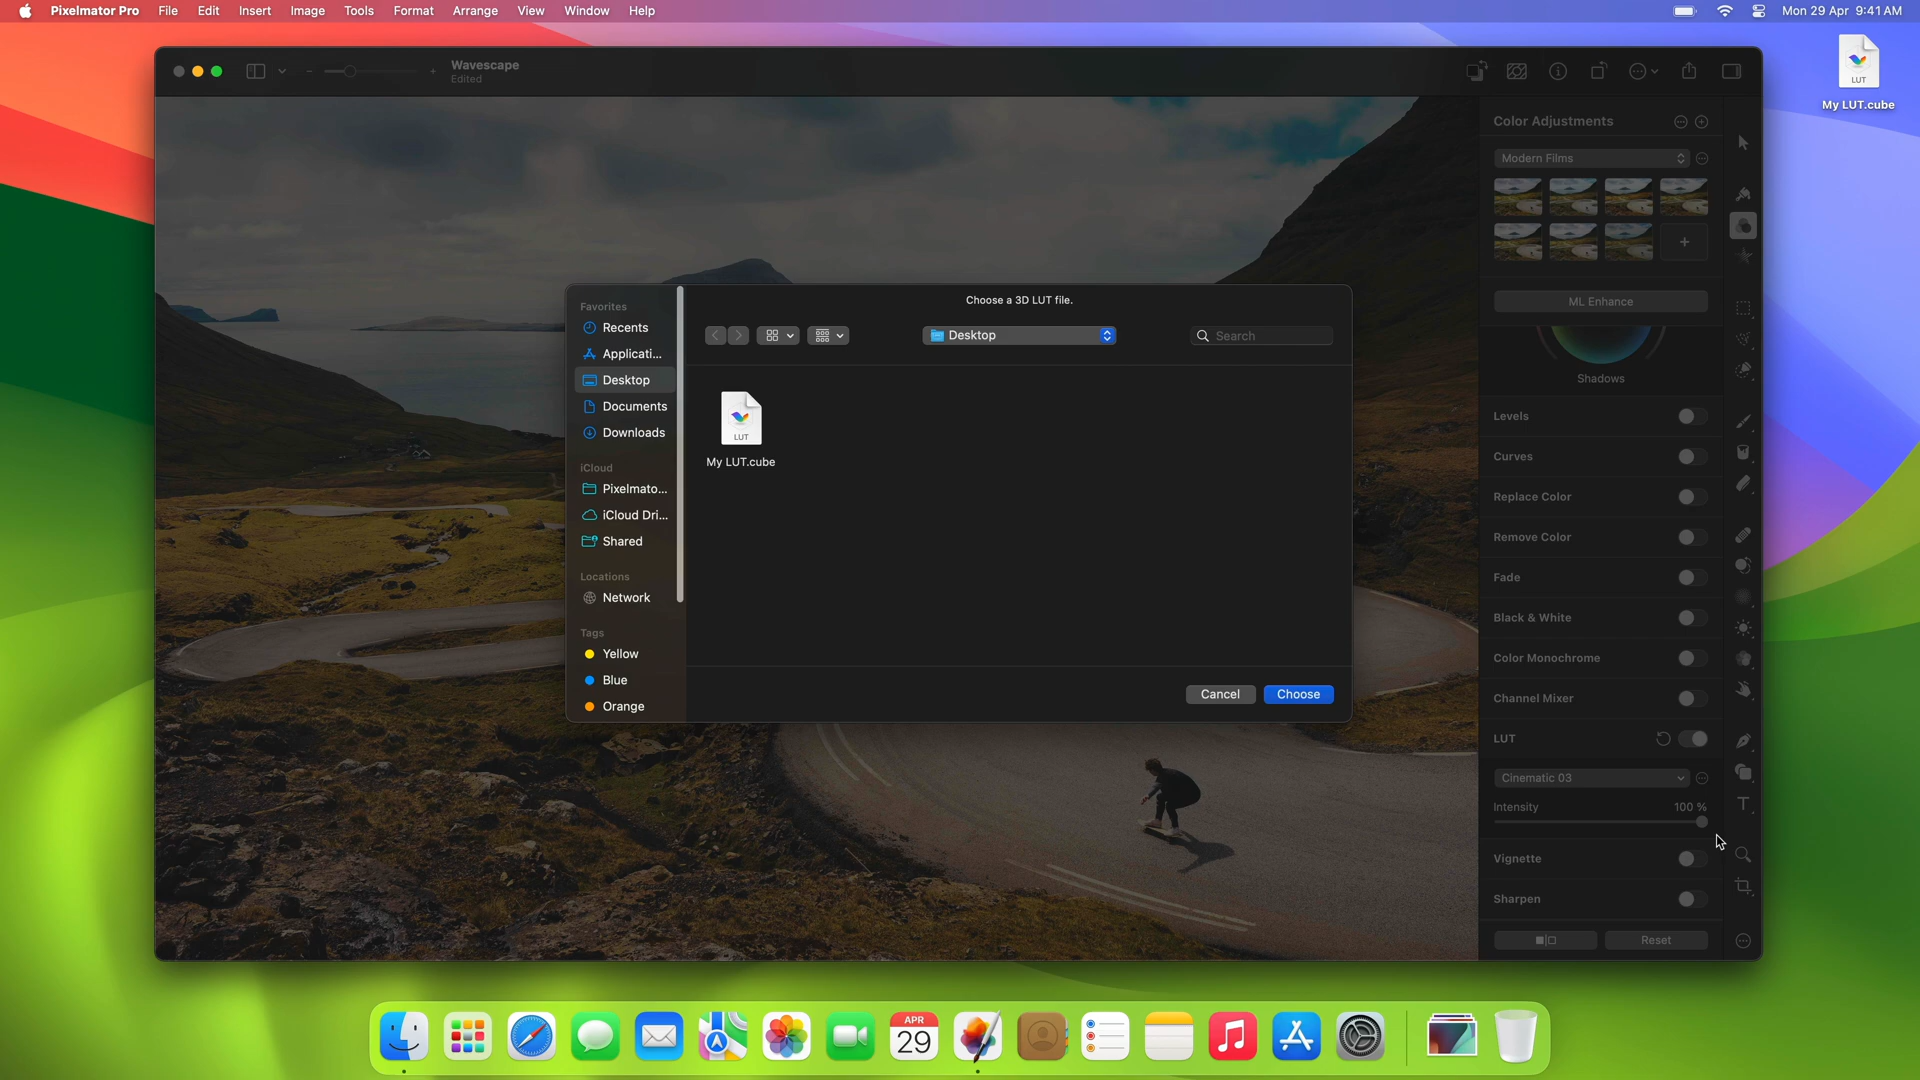 Pixelmator Pro File Edit Insert Image Tools Format Arrange View Window Help
Mon 29 Apr 9:41 AM
LUT
My LUT.cube
Wavescape
Edited
Color Adjustments
Modern Films
ML Enhance
Shadows
Levels
Curves
Replace Color
Remove Color
Fade
Black & White
Color Monochrome
Channel Mixer
LUT
Cinematic 03
Intensity 100 %
Vignette
Sharpen
Reset
Choose a 3D LUT file.
Desktop
Search
Favorites
Recents
Applicati...
Desktop
Documents
Downloads
iCloud
Pixelmato...
iCloud Dri...
Shared
Locations
Network
Tags
Yellow
Blue
Orange
LUT
My LUT.cube
Cancel
Choose
APR
29